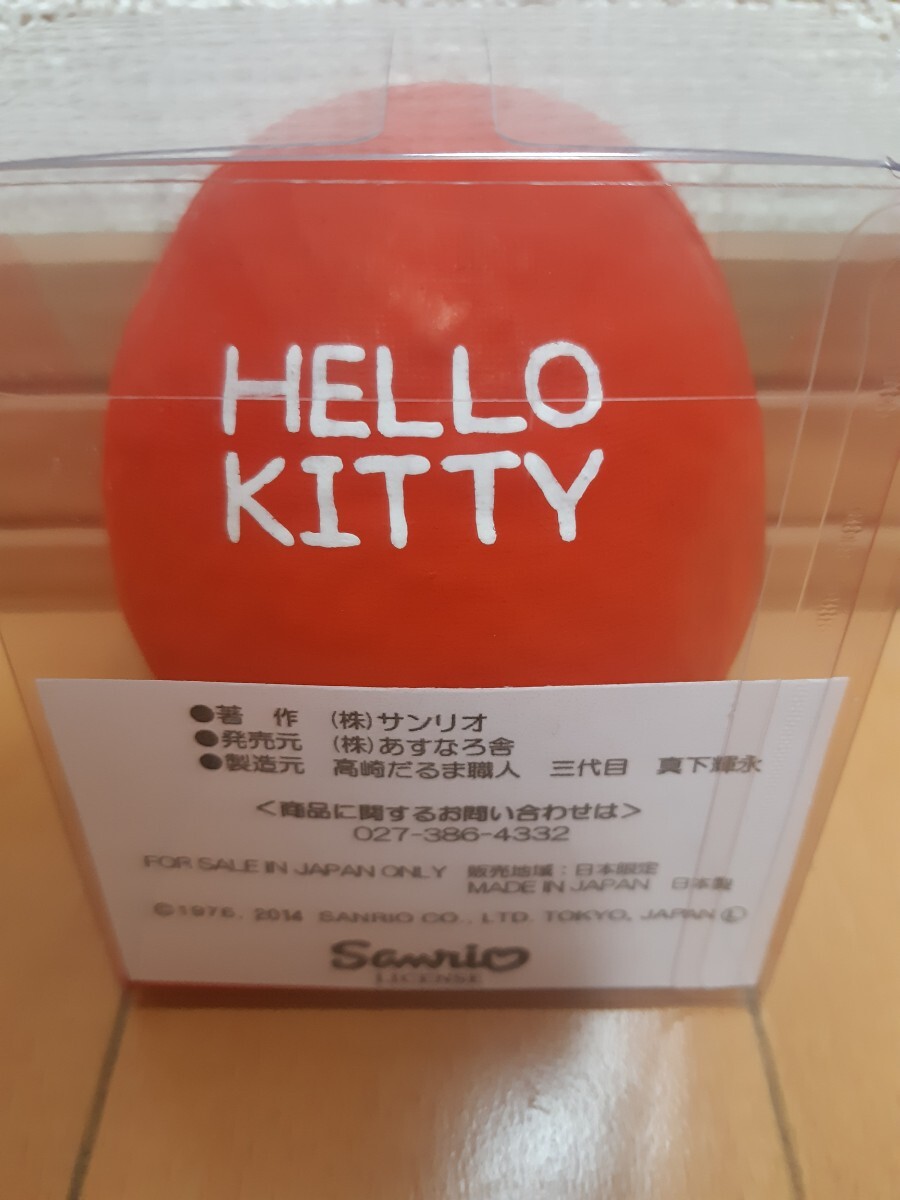 HELLO
KITTY
●著　作　(株)サンリオ
●発売元　(株)あすなろ舎
●製造元　高崎だるま職人　三代目　真下輝永
＜商品に関するお問い合わせは＞
027-386-4332
FOR SALE IN JAPAN ONLY　販売地域：日本限定
MADE IN JAPAN　日本製
©1976, 2014 SANRIO CO., LTD. TOKYO, JAPAN Ⓛ
Sanrio
LICENSE